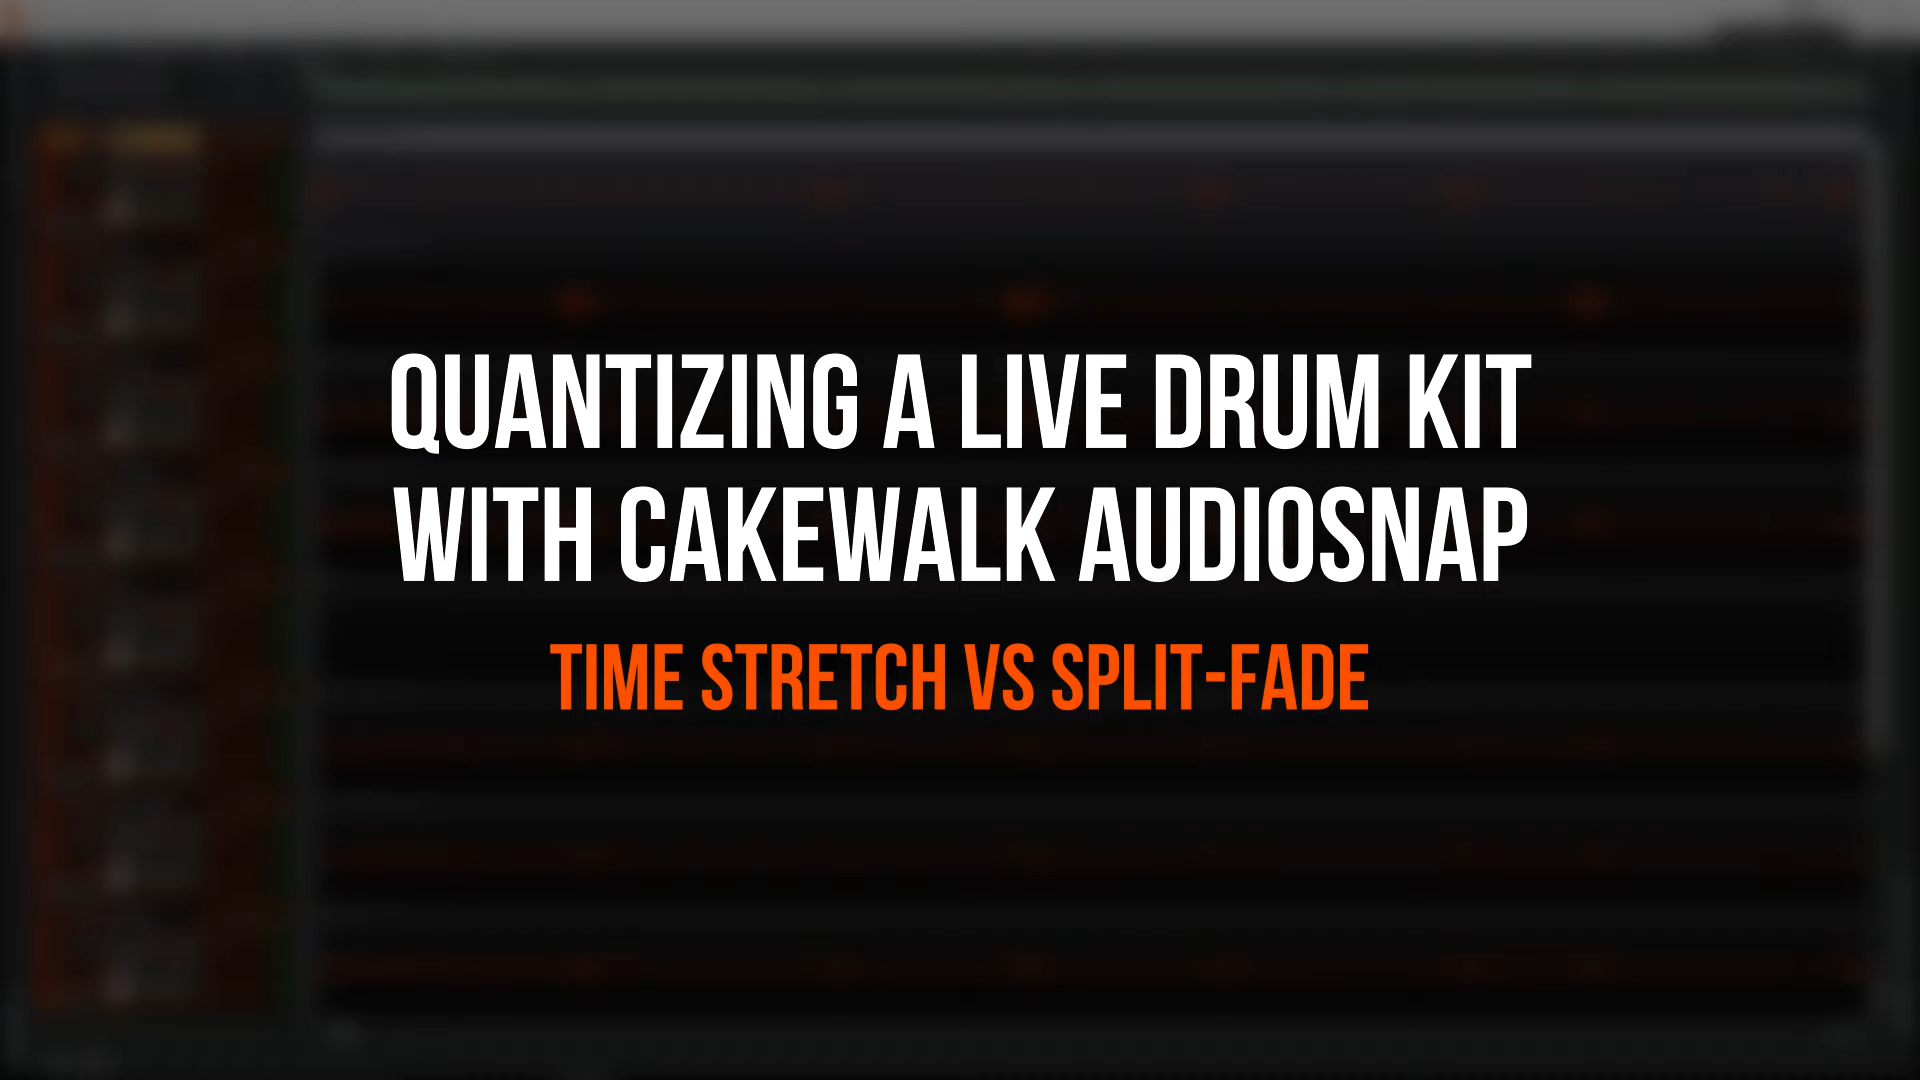 QUANTIZING A LIVE DRUM KIT
WITH CAKEWALK AUDIOSNAP
TIME STRETCH VS SPLIT-FADE